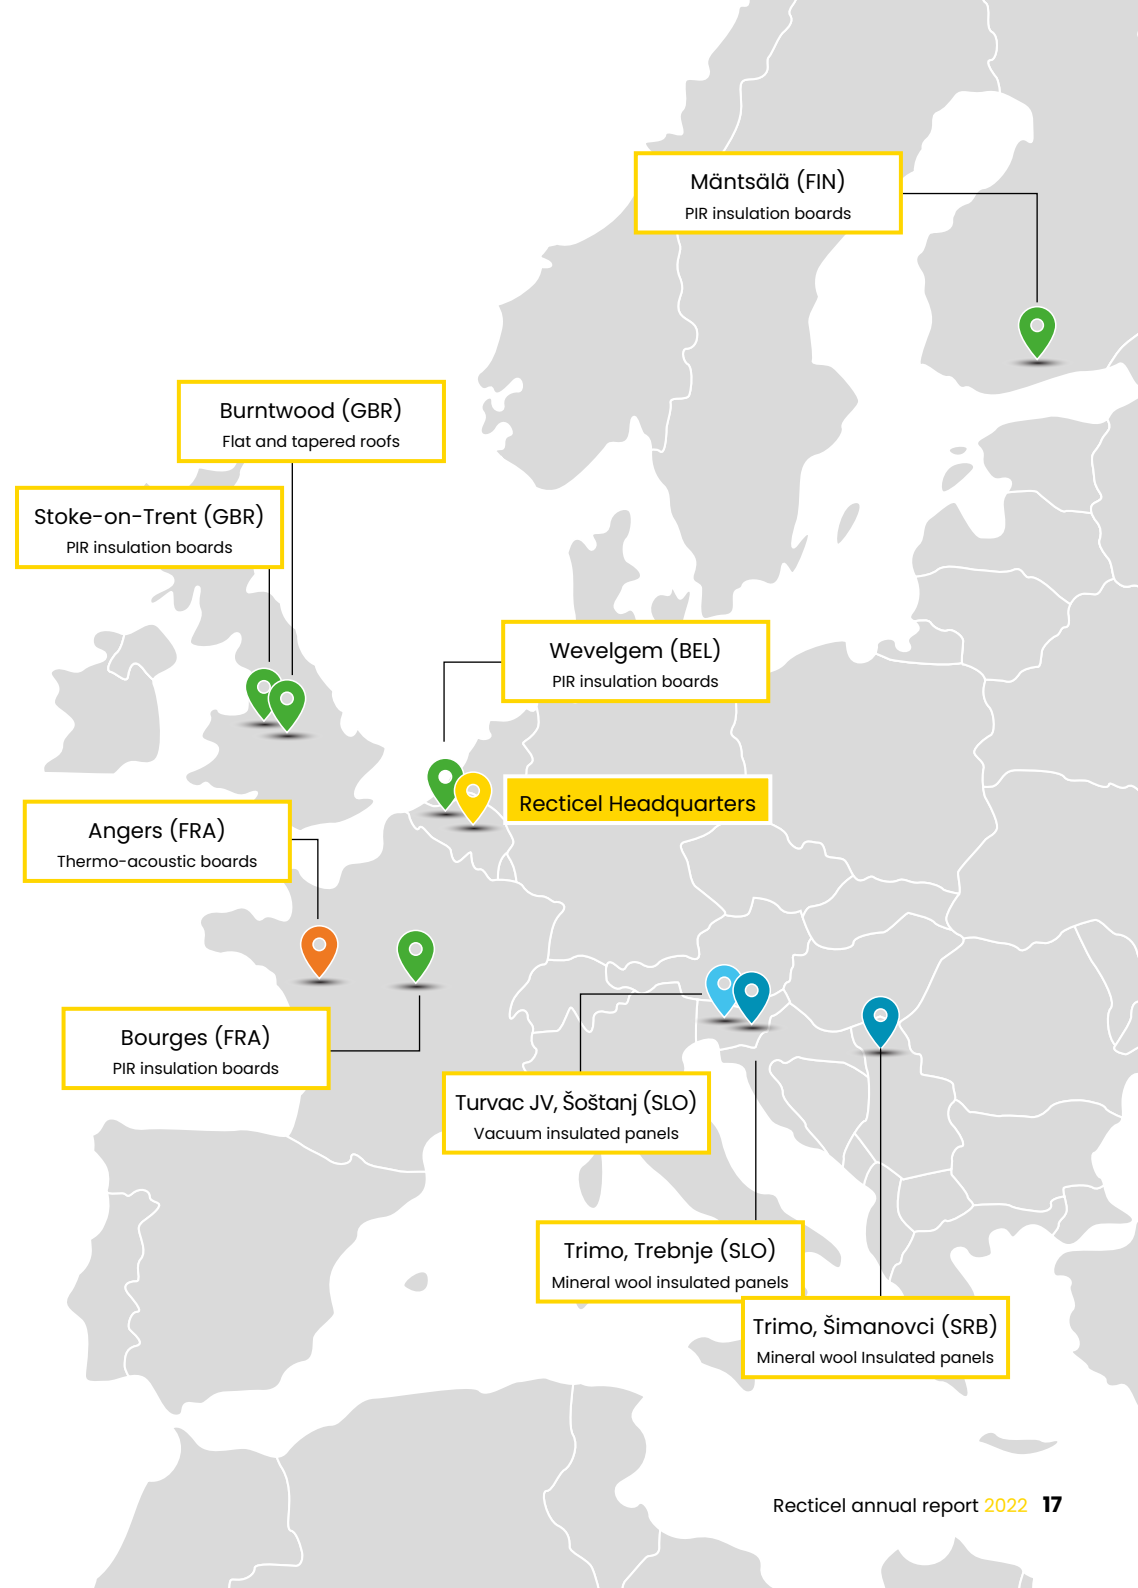 Mäntsälä (FIN)
PIR insulation boards
Burntwood (GBR)
Flat and tapered roofs
Stoke-on-Trent (GBR)
PIR insulation boards
Wevelgem (BEL)
PIR insulation boards
Recticel Headquarters
Angers (FRA)
Thermo-acoustic boards
Bourges (FRA)
PIR insulation boards
Turvac JV, Šoštanj (SLO)
Vacuum insulated panels
Trimo, Trebnje (SLO)
Mineral wool insulated panels
Trimo, Šimanovci (SRB)
Mineral wool Insulated panels
Recticel annual report 2022 17